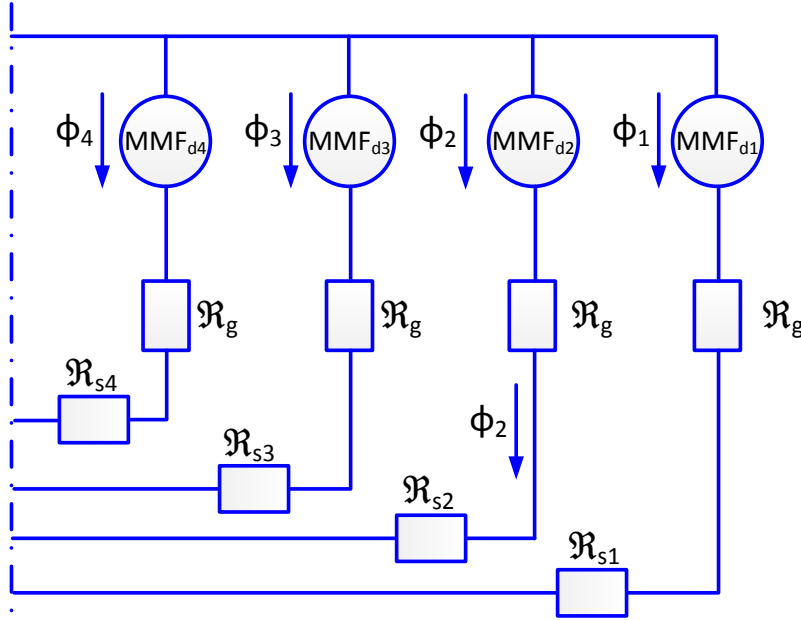 ϕ4 MMFd4 ϕ3 MMFd3 ϕ2 MMFd2 ϕ1 MMFd1
ℜg ℜg ℜg ℜg
ℜs4
ϕ2
ℜs3
ℜs2
ℜs1